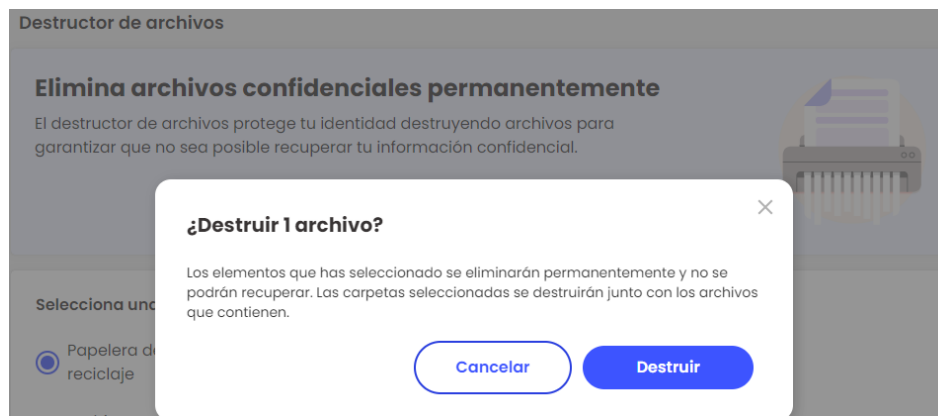 Destructor de archivos
Elimina archivos confidenciales permanentemente
El destructor de archivos protege tu identidad destruyendo archivos para
garantizar que no sea posible recuperar tu información confidencial.
¿Destruir 1 archivo?
Los elementos que has seleccionado se eliminarán permanentemente y no se
podrán recuperar. Las carpetas seleccionadas se destruirán junto con los archivos
que contienen.
Selecciona
Papelera
reciclaje
Cancelar
Destruir